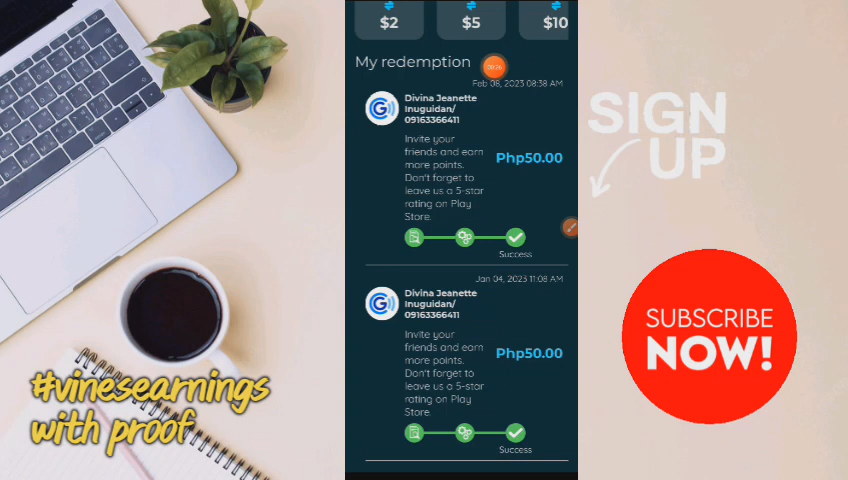 $2
$5
$10
My redemption
Feb 08, 2023 08:38 AM
Divina Jeanette
Inuguidan/
09163366411
Invite your
friends and earn
more points.
Don't forget to
leave us a 5-star
rating on Play
Store.
Php50.00
Success
Jan 04, 2023 11:08 AM
Divina Jeanette
Inuguidan/
09163366411
Invite your
friends and earn
more points.
Don't forget to
leave us a 5-star
rating on Play
Store.
Php50.00
Success
#vinesearnings
with proof
SIGN
UP
SUBSCRIBE
NOW!